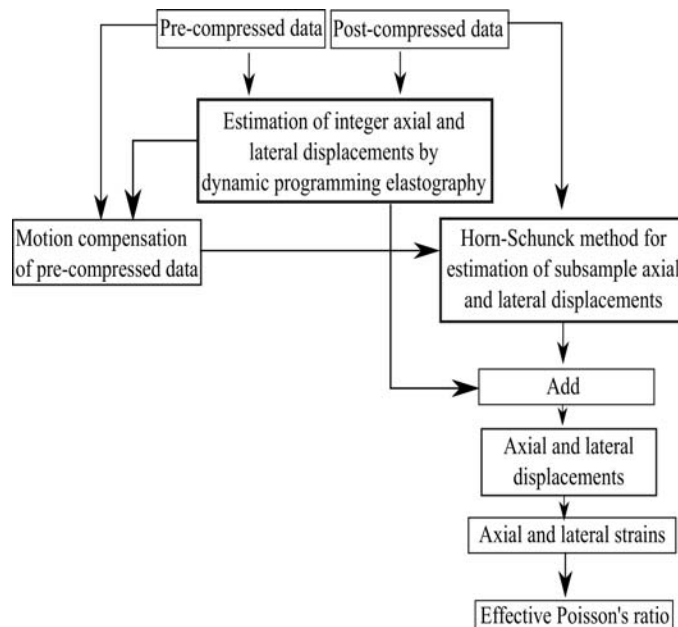 Pre-compressed data
Post-compressed data
Estimation of integer axial and
lateral displacements by
dynamic programming elastography
Motion compensation
of pre-compressed data
Horn-Schunck method for
estimation of subsample axial
and lateral displacements
Add
Axial and lateral
displacements
Axial and lateral strains
Effective Poisson's ratio